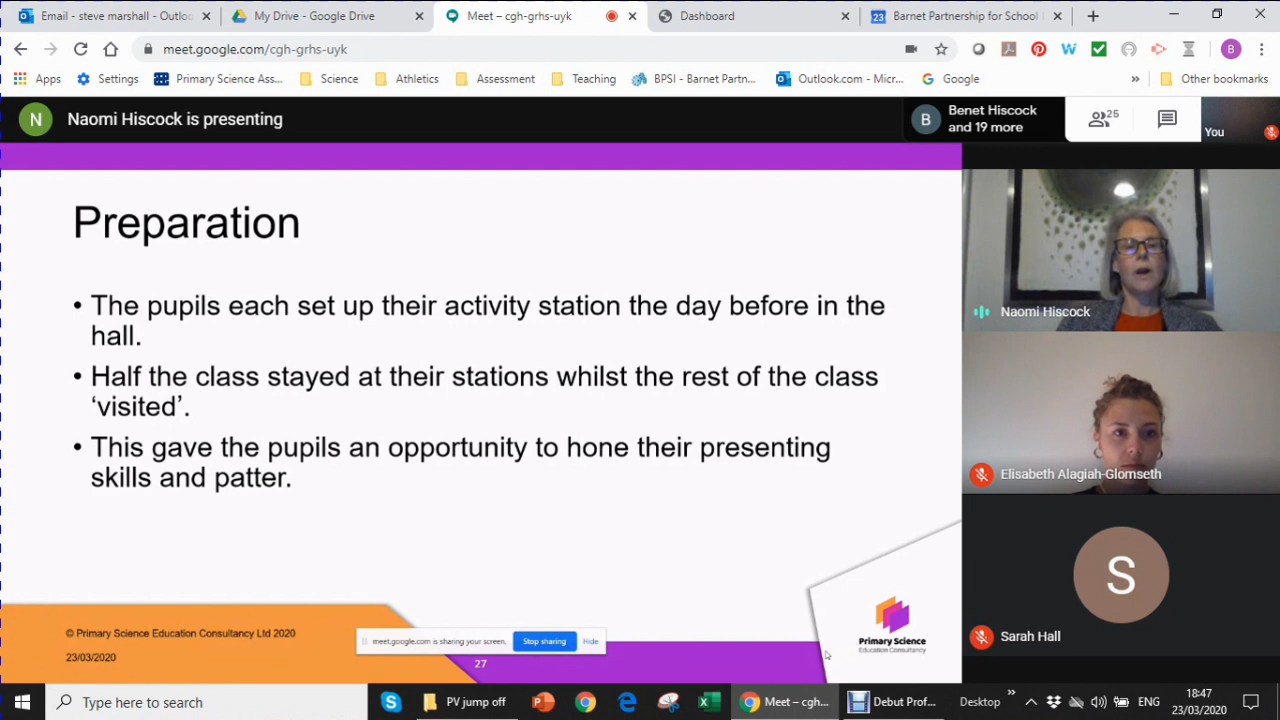 Email - steve marshall - Outloo
My Drive - Google Drive
Meet – cgh-grhs-uyk
Dashboard
23
Barnet Partnership for School I
meet.google.com/cgh-grhs-uyk
B
Apps
Settings
Primary Science Ass...
Science
Athletics
Assessment
Teaching
BPSI - Barnet Partn...
Outlook.com - Micr...
Google
»
Other bookmarks
N
Naomi Hiscock is presenting
B
Benet Hiscock
and 19 more
25
You
Preparation
• The pupils each set up their activity station the day before in the
hall.
• Half the class stayed at their stations whilst the rest of the class
‘visited’.
• This gave the pupils an opportunity to hone their presenting
skills and patter.
Naomi Hiscock
Elisabeth Alagiah-Glomseth
S
Sarah Hall
© Primary Science Education Consultancy Ltd 2020
23/03/2020
meet.google.com is sharing your screen.
Stop sharing
Hide
27
Primary Science
Education Consultancy
Type here to search
PV jump off
Meet – cgh...
Debut Prof...
Desktop
»
ENG
18:47
23/03/2020